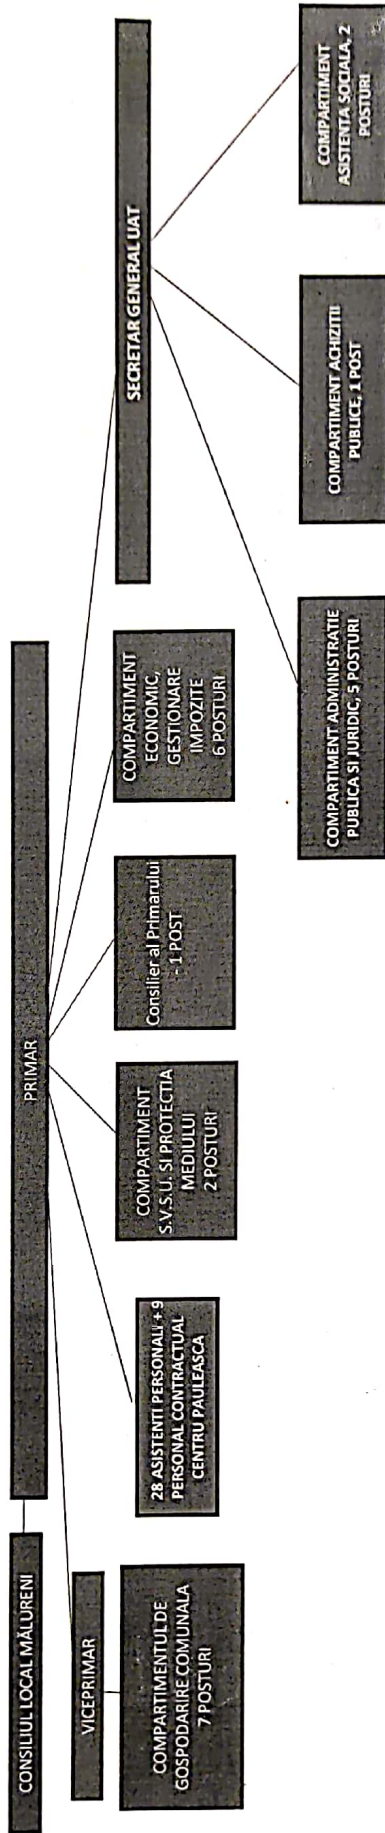 CONSILIUL LOCAL MĂLURENI
PRIMAR
VICEPRIMAR
COMPARTIMENTUL DE
GOSPODARIRE COMUNALA
7 POSTURI
28 ASISTENTI PERSONALI + 9
PERSONAL CONTRACTUAL
CENTRU PAULEASCA
COMPARTIMENT
S.V.S.U. SI PROTECTIA
MEDIULUI
2 POSTURI
Consilier al Primarului
- 1 POST
COMPARTIMENT
ECONOMIC,
GESTIONARE
IMPOZITE
6 POSTURI
SECRETAR GENERAL UAT
COMPARTIMENT ADMINISTRATIE
PUBLICA SI JURIDIC, 5 POSTURI
COMPARTIMENT ACHIZITII
PUBLICE, 1 POST
COMPARTIMENT
ASISTENTA SOCIALA, 2
POSTURI